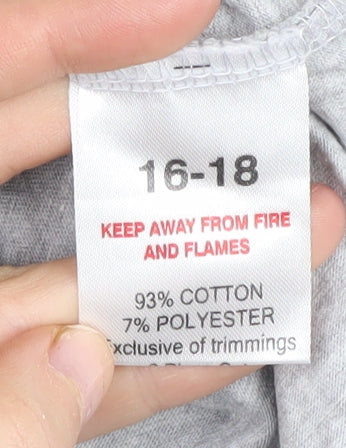 16-18
KEEP AWAY FROM FIRE
AND FLAMES
93% COTTON
7% POLYESTER
Exclusive of trimmings